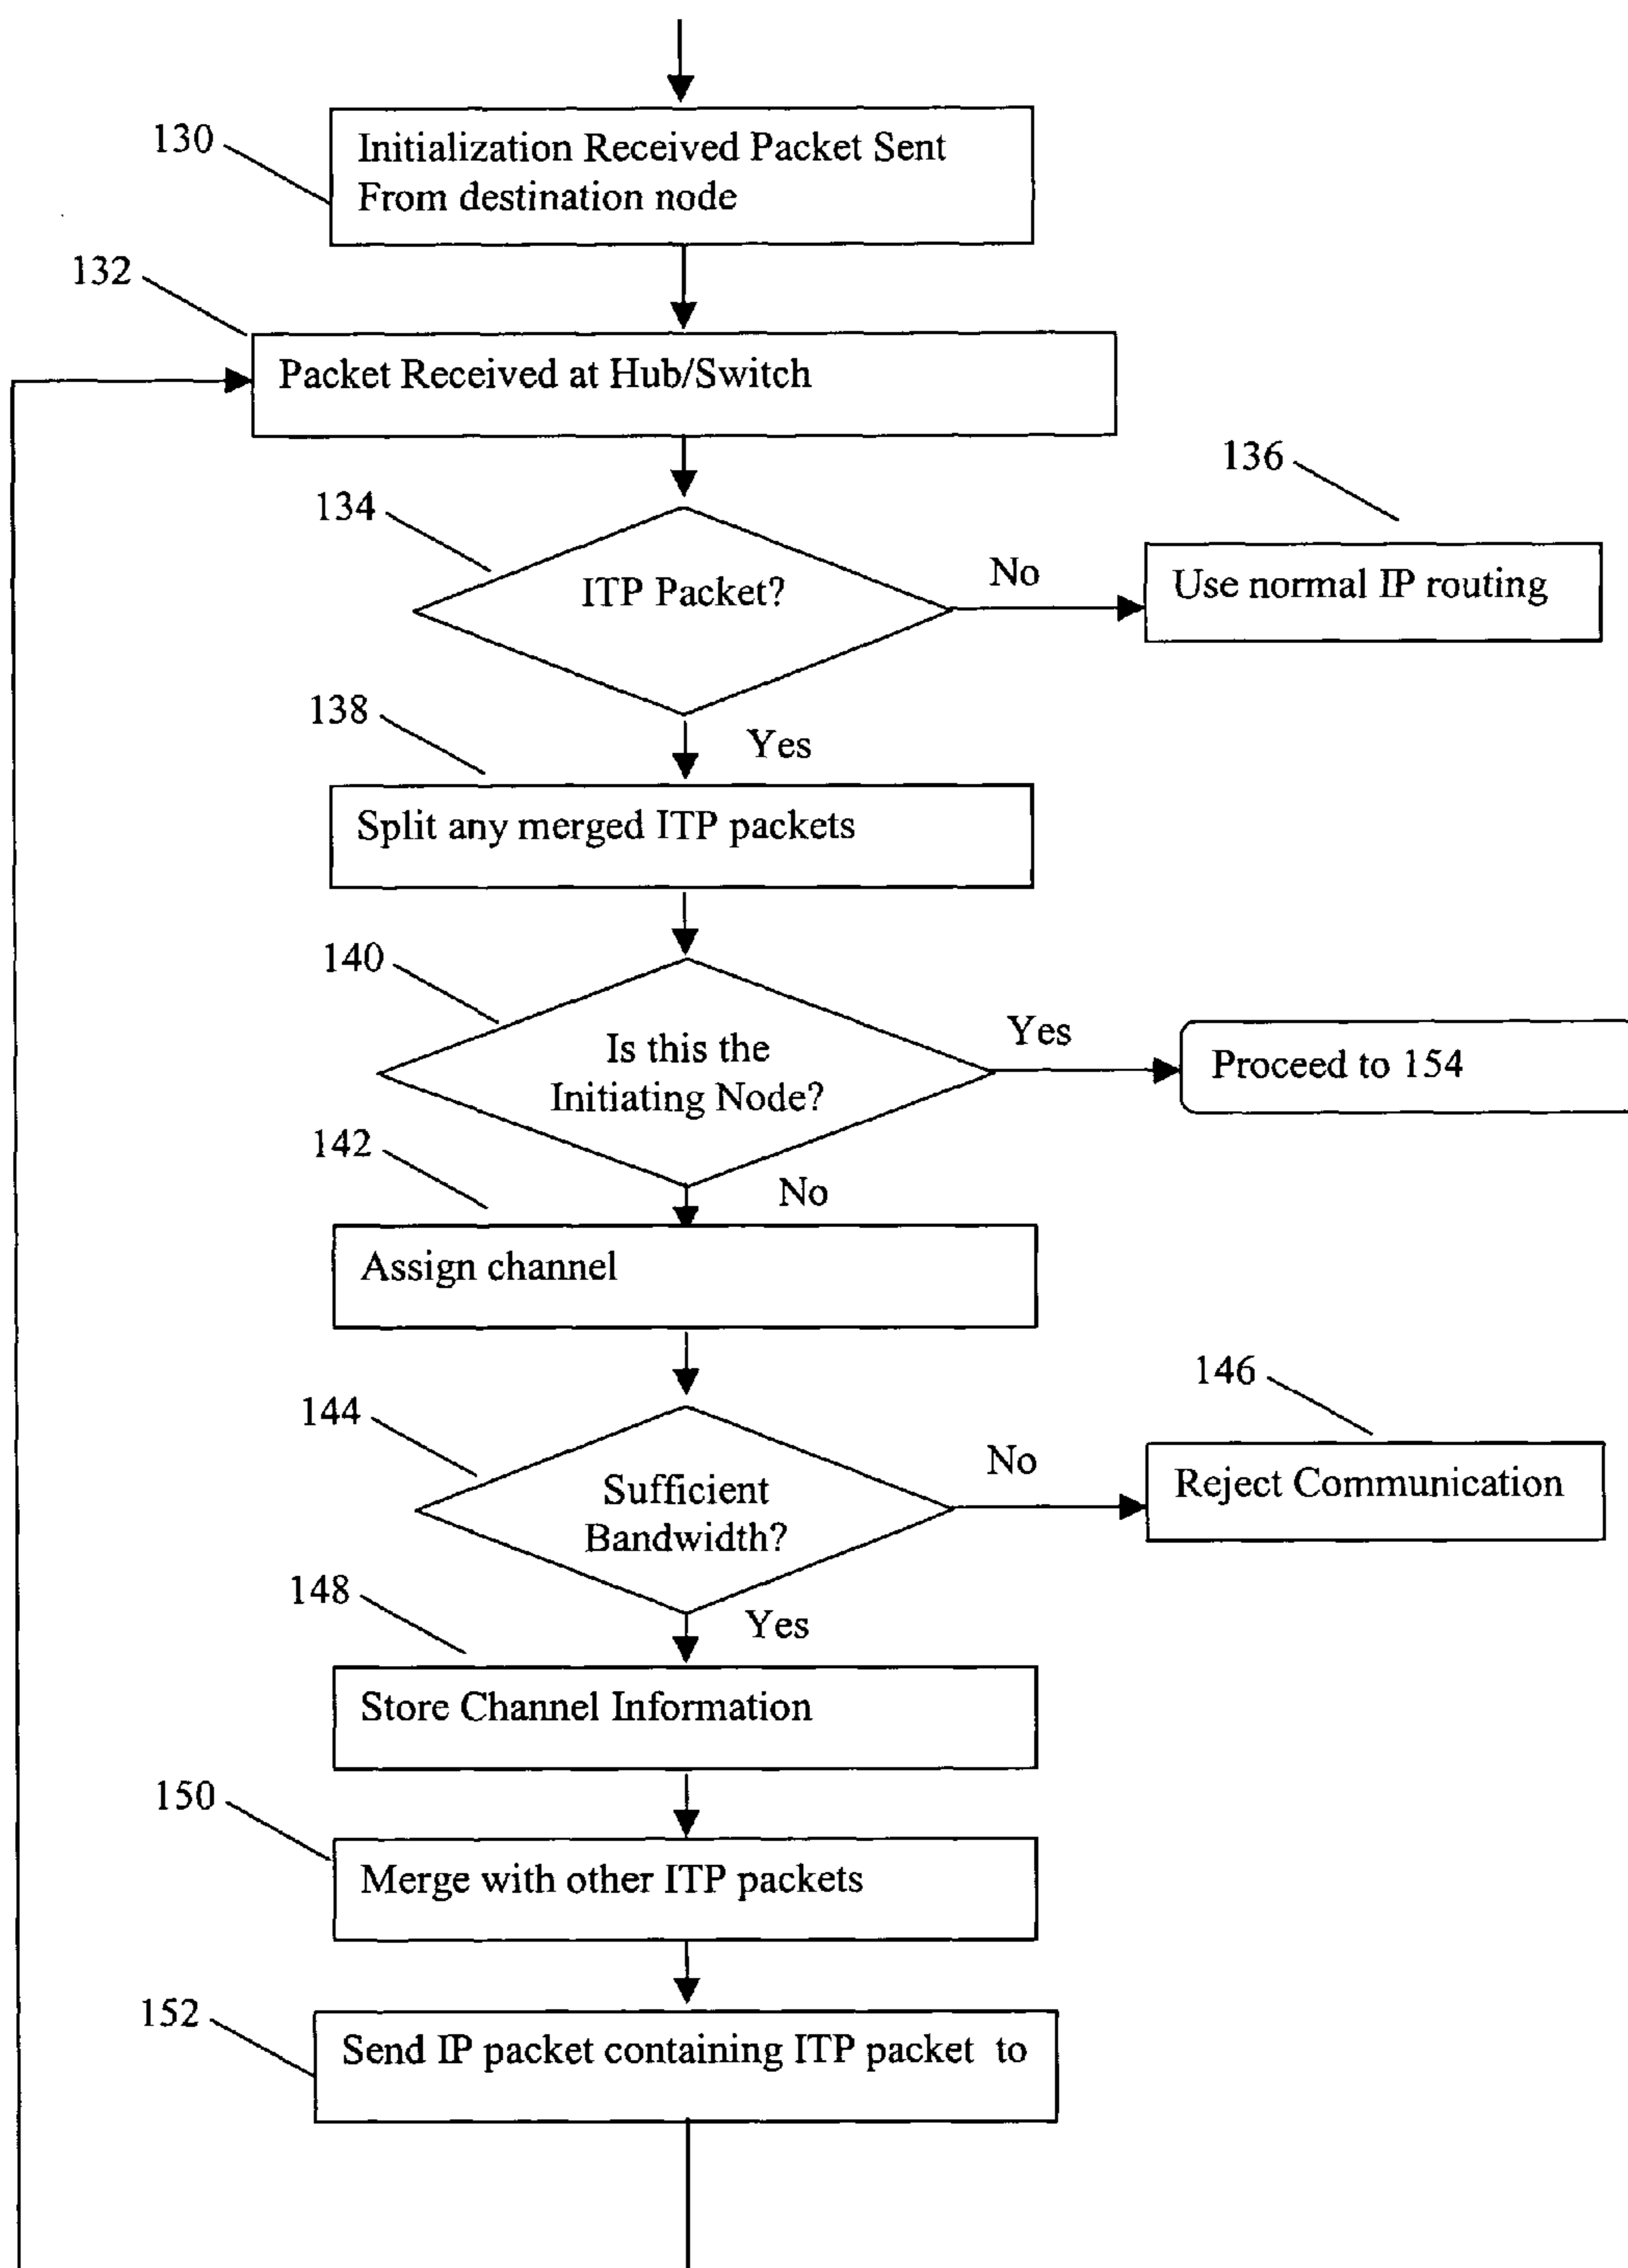 130
Initialization Received Packet Sent
From destination node
132
Packet Received at Hub/Switch
134
ITP Packet?
No
136
Use normal IP routing
Yes
138
Split any merged ITP packets
140
Is this the
Initiating Node?
Yes
Proceed to 154
No
142
Assign channel
144
Sufficient
Bandwidth?
No
146
Reject Communication
Yes
148
Store Channel Information
150
Merge with other ITP packets
152
Send IP packet containing ITP packet to